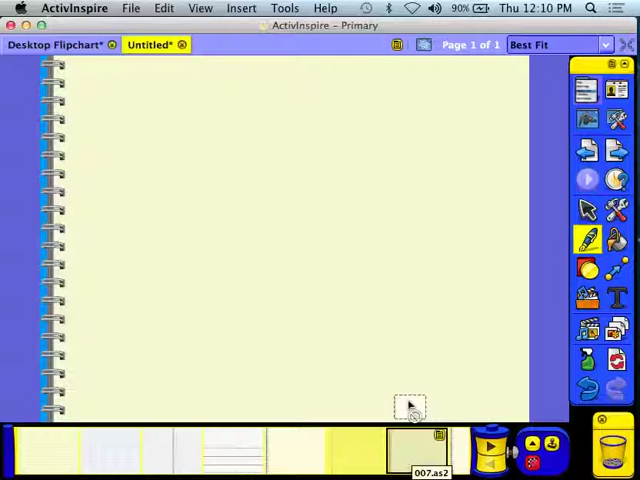 ActivInspire File Edit View Insert Tools Help 90% Thu 12:10 PM
ActivInspire – Primary
Desktop Flipchart* Untitled* Page 1 of 1 Best Fit
007.as2